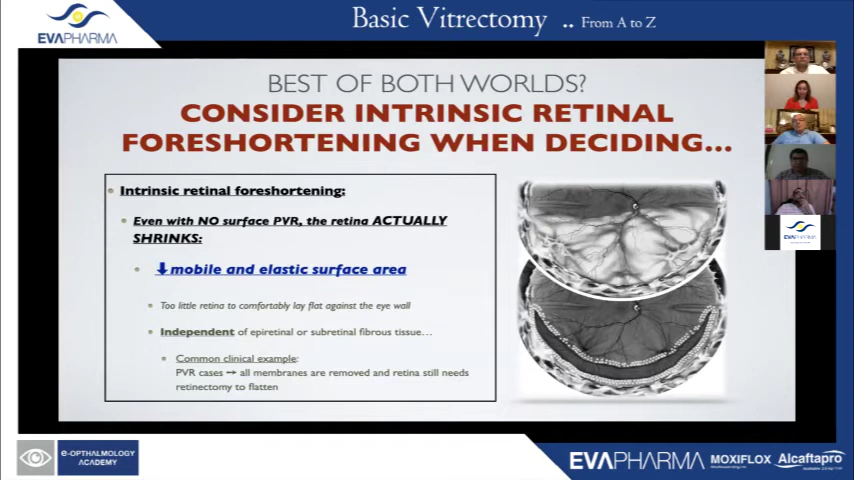 EVAPHARMA
Basic Vitrectomy .. From A to Z
BEST OF BOTH WORLDS?
CONSIDER INTRINSIC RETINAL
FORESHORTENING WHEN DECIDING...
Intrinsic retinal foreshortening:
Even with NO surface PVR, the retina ACTUALLY
SHRINKS:
↓mobile and elastic surface area
Too little retina to comfortably lay flat against the eye wall
Independent of epiretinal or subretinal fibrous tissue...
Common clinical example:
PVR cases → all membranes are removed and retina still needs
retinectomy to flatten
EVAPHARMA
e-OPTHALMOLOGY
ACADEMY
EVAPHARMA MOXIFLOX Alcaftapro